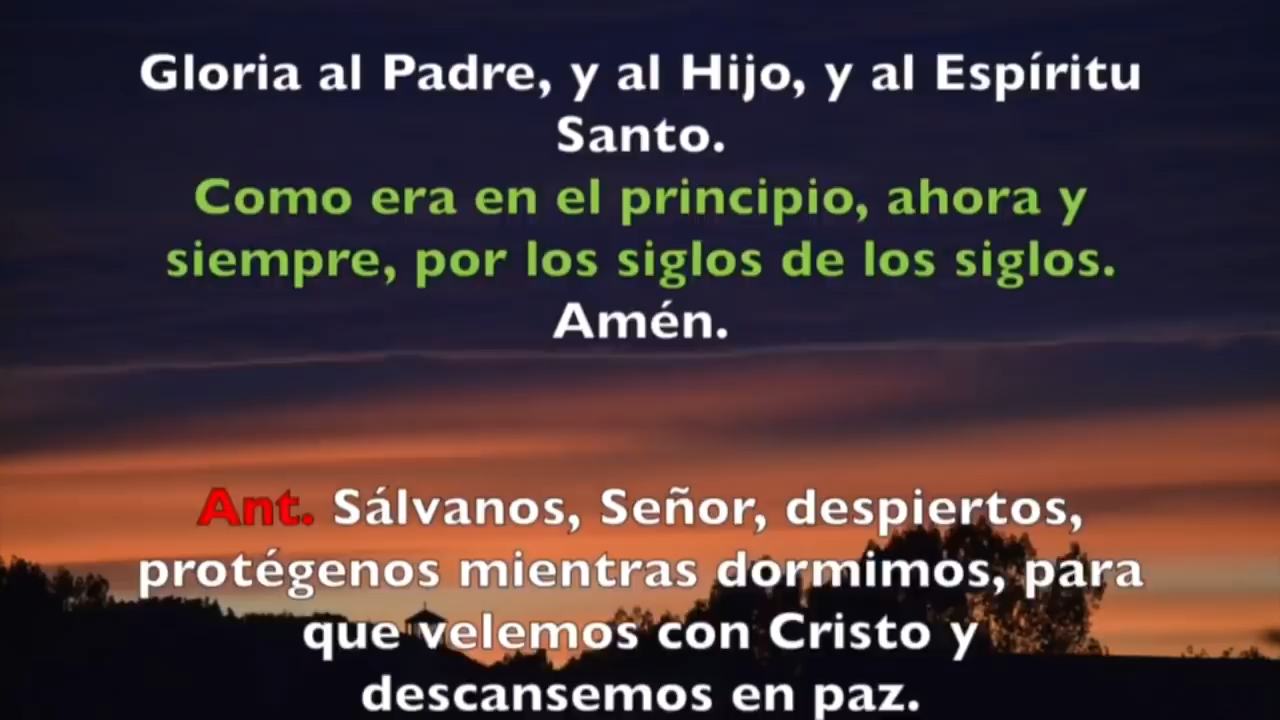 Gloria al Padre, y al Hijo, y al Espíritu
Santo.
Como era en el principio, ahora y
siempre, por los siglos de los siglos.
Amén.
Ant. Sálvanos, Señor, despiertos,
protégenos mientras dormimos, para
que velemos con Cristo y
descansemos en paz.